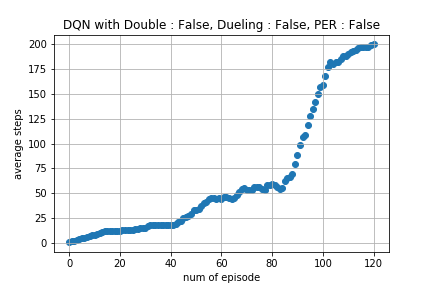 DQN with Double : False, Dueling : False, PER : False
200
175
150
125
100
75
50
25
0
average steps
0 20 40 60 80 100 120
num of episode